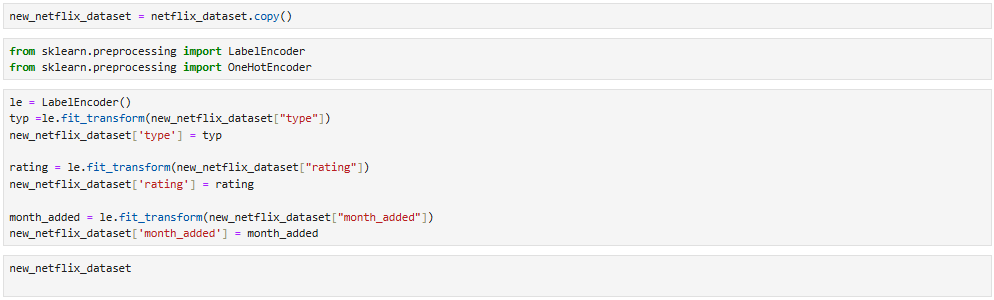 new_netflix_dataset = netflix_dataset.copy()
from sklearn.preprocessing import LabelEncoder
from sklearn.preprocessing import OneHotEncoder
le = LabelEncoder()
typ =le.fit_transform(new_netflix_dataset["type"])
new_netflix_dataset['type'] = typ
rating = le.fit_transform(new_netflix_dataset["rating"])
new_netflix_dataset['rating'] = rating
month_added = le.fit_transform(new_netflix_dataset["month_added"])
new_netflix_dataset['month_added'] = month_added
new_netflix_dataset